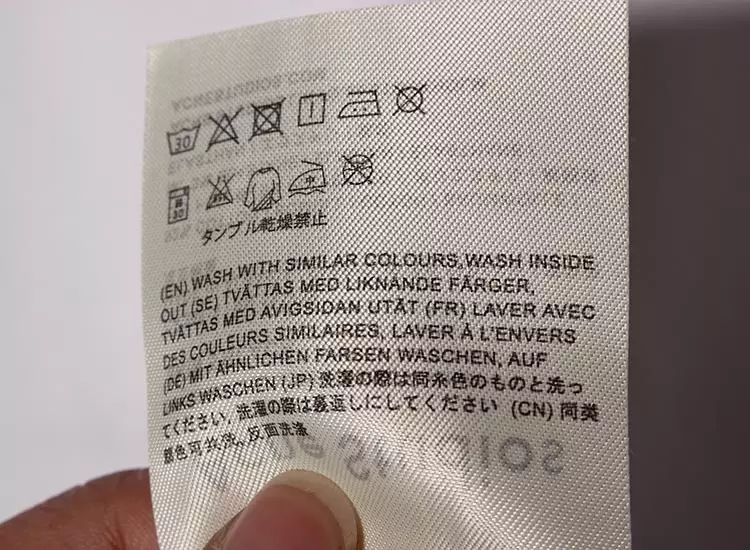 30
30
タンブル乾燥禁止
(EN) WASH WITH SIMILAR COLOURS,WASH INSIDE
OUT (SE) TVÄTTAS MED LIKNANDE FÄRGER,
TVÄTTAS MED AVIGSIDAN UTÅT (FR) LAVER AVEC
DES COULEURS SIMILAIRES, LAVER À L'ENVERS
(DE) MIT ÄHNLICHEN FARSEN WASCHEN, AUF
LINKS WASCHEN (JP) 洗濯の際は同糸色のものと洗っ
てください, 洗濯の際は裏返しにしてください (CN) 同类
颜色可共洗, 反面洗涤